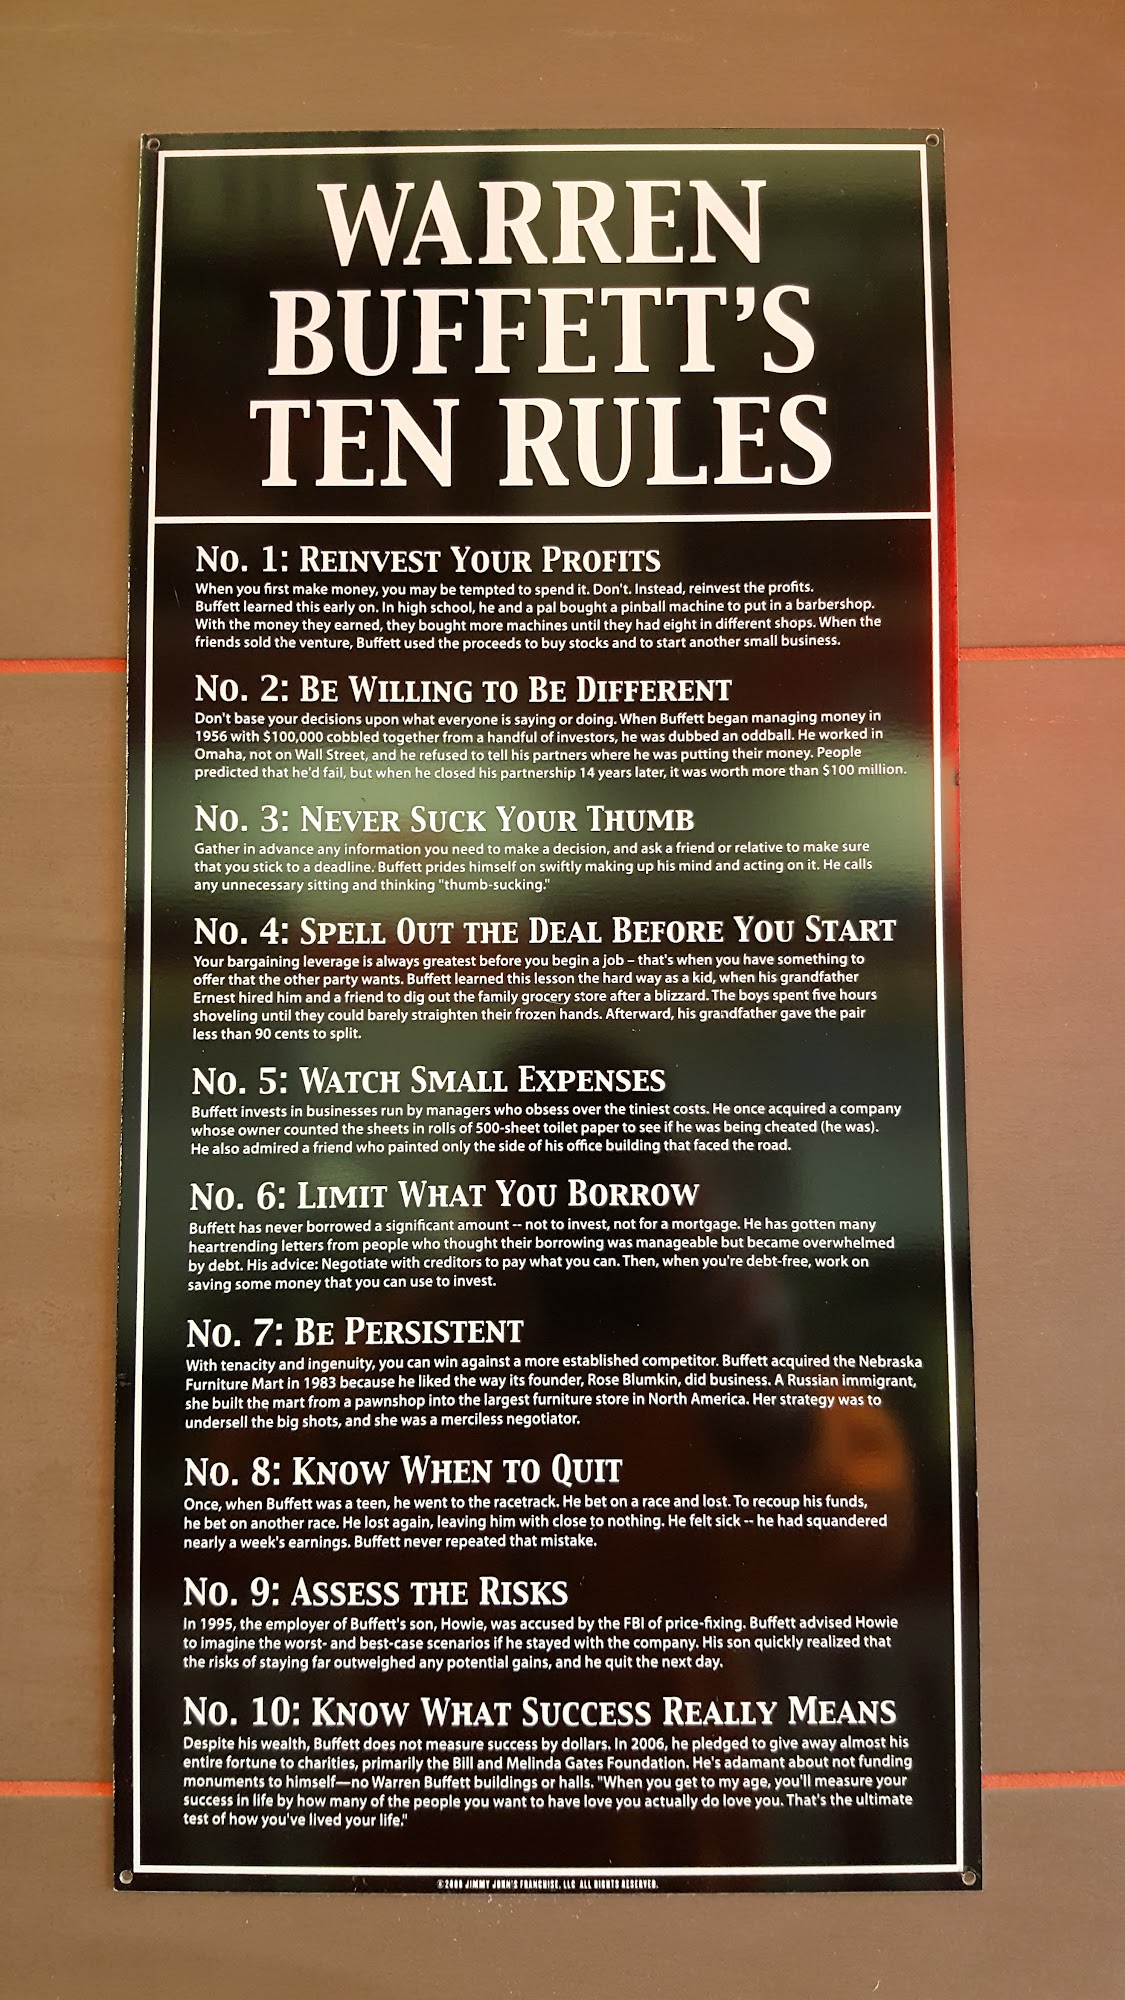 WARREN
BUFFETT'S
TEN RULES
No. 1: Reinvest Your Profits
When you first make money, you may be tempted to spend it. Don't. Instead, reinvest the profits.
Buffett learned this early on. In high school, he and a pal bought a pinball machine to put in a barbershop.
With the money they earned, they bought more machines until they had eight in different shops. When the
friends sold the venture, Buffett used the proceeds to buy stocks and to start another small business.
No. 2: Be Willing to Be Different
Don't base your decisions upon what everyone is saying or doing. When Buffett began managing money in
1956 with $100,000 cobbled together from a handful of investors, he was dubbed an oddball. He worked in
Omaha, not on Wall Street, and he refused to tell his partners where he was putting their money. People
predicted that he'd fail, but when he closed his partnership 14 years later, it was worth more than $100 million.
No. 3: Never Suck Your Thumb
Gather in advance any information you need to make a decision, and ask a friend or relative to make sure
that you stick to a deadline. Buffett prides himself on swiftly making up his mind and acting on it. He calls
any unnecessary sitting and thinking "thumb-sucking."
No. 4: Spell Out the Deal Before You Start
Your bargaining leverage is always greatest before you begin a job – that's when you have something to
offer that the other party wants. Buffett learned this lesson the hard way as a kid, when his grandfather
Ernest hired him and a friend to dig out the family grocery store after a blizzard. The boys spent five hours
shoveling until they could barely straighten their frozen hands. Afterward, his grandfather gave the pair
less than 90 cents to split.
No. 5: Watch Small Expenses
Buffett invests in businesses run by managers who obsess over the tiniest costs. He once acquired a company
whose owner counted the sheets in rolls of 500-sheet toilet paper to see if he was being cheated (he was).
He also admired a friend who painted only the side of his office building that faced the road.
No. 6: Limit What You Borrow
Buffett has never borrowed a significant amount -- not to invest, not for a mortgage. He has gotten many
heartrending letters from people who thought their borrowing was manageable but became overwhelmed
by debt. His advice: Negotiate with creditors to pay what you can. Then, when you're debt-free, work on
saving some money that you can use to invest.
No. 7: Be Persistent
With tenacity and ingenuity, you can win against a more established competitor. Buffett acquired the Nebraska
Furniture Mart in 1983 because he liked the way its founder, Rose Blumkin, did business. A Russian immigrant,
she built the mart from a pawnshop into the largest furniture store in North America. Her strategy was to
undersell the big shots, and she was a merciless negotiator.
No. 8: Know When to Quit
Once, when Buffett was a teen, he went to the racetrack. He bet on a race and lost. To recoup his funds,
he bet on another race. He lost again, leaving him with close to nothing. He felt sick -- he had squandered
nearly a week's earnings. Buffett never repeated that mistake.
No. 9: Assess the Risks
In 1995, the employer of Buffett's son, Howie, was accused by the FBI of price-fixing. Buffett advised Howie
to imagine the worst- and best-case scenarios if he stayed with the company. His son quickly realized that
the risks of staying far outweighed any potential gains, and he quit the next day.
No. 10: Know What Success Really Means
Despite his wealth, Buffett does not measure success by dollars. In 2006, he pledged to give away almost his
entire fortune to charities, primarily the Bill and Melinda Gates Foundation. He's adamant about not funding
monuments to himself—no Warren Buffett buildings or halls. "When you get to my age, you'll measure your
success in life by how many of the people you want to have love you actually do love you. That's the ultimate
test of how you've lived your life."
JIMMY JOHN'S FRANCHISE, LLC ALL RIGHTS RESERVED.